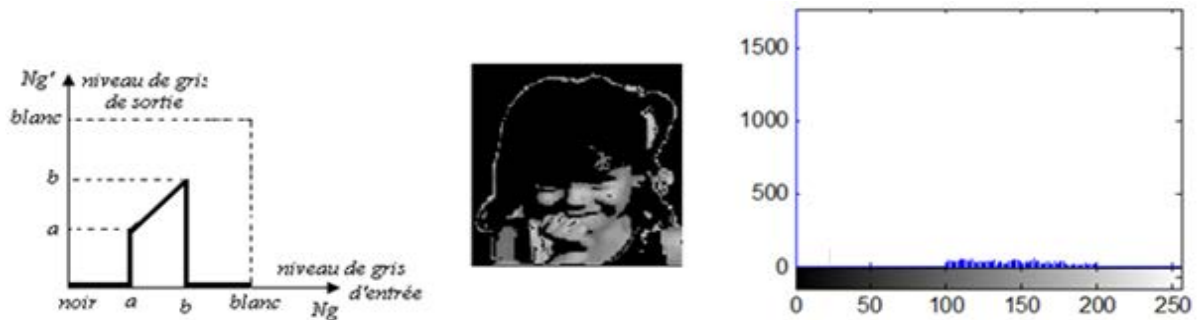 Ng' niveau de gris
de sortie
blanc
b
a
niveau de gris
d'entrée
noir a b blanc Ng
1500
1000
500
0
0 50 100 150 200 250